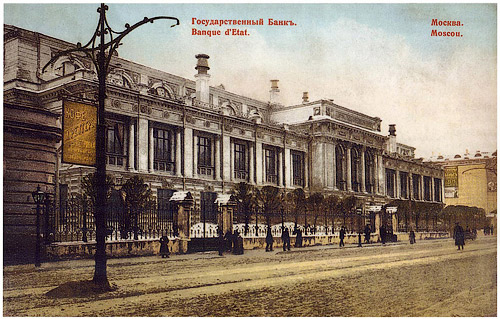 Государственный Банкъ.
Banque d'Etat.
Москва.
Moscou.